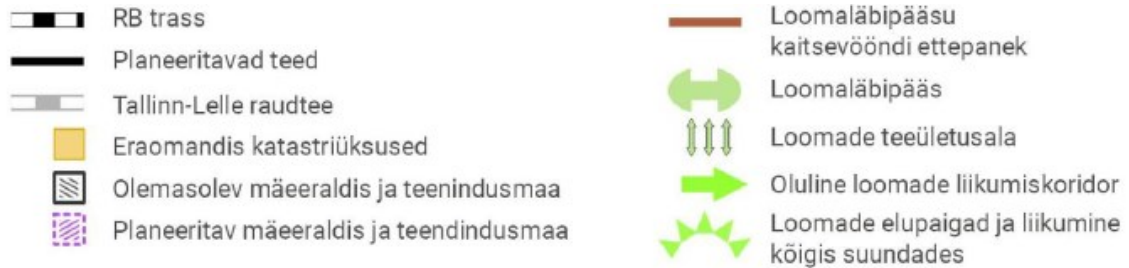 RB trass
Planeeritavad teed
Tallinn-Lelle raudtee
Eraomandis katastriüksused
Olemasolev mäeeraldis ja teenindusmaa
Planeeritav mäeeraldis ja teendindusmaa
Loomaläbipääsu
kaitsevööndi ettepanek
Loomaläbipääs
Loomade teeületusala
Oluline loomade liikumiskoridor
Loomade elupaigad ja liikumine
kõigis suundades